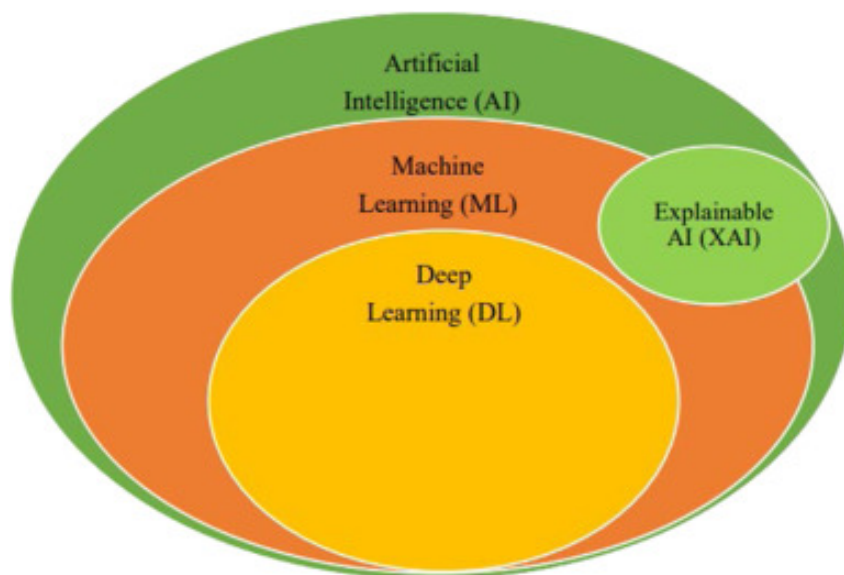 Artificial
Intelligence (AI)
Machine
Learning (ML)
Explainable
AI (XAI)
Deep
Learning (DL)